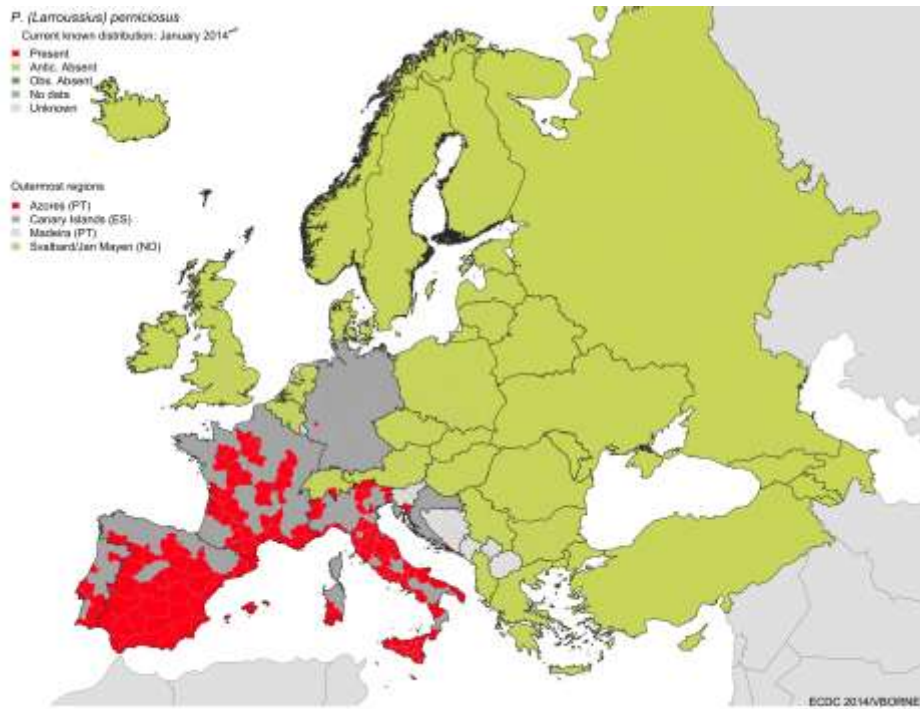 P. (Larroussius) perniciosus
Current known distribution: January 2014
Present
Antic. Absent
Obs. Absent
No data
Unknown
Outermost regions
Azores (PT)
Canary Islands (ES)
Madeira (PT)
Svalbard/Jan Mayen (NO)
ECDC 2014/VBORNE